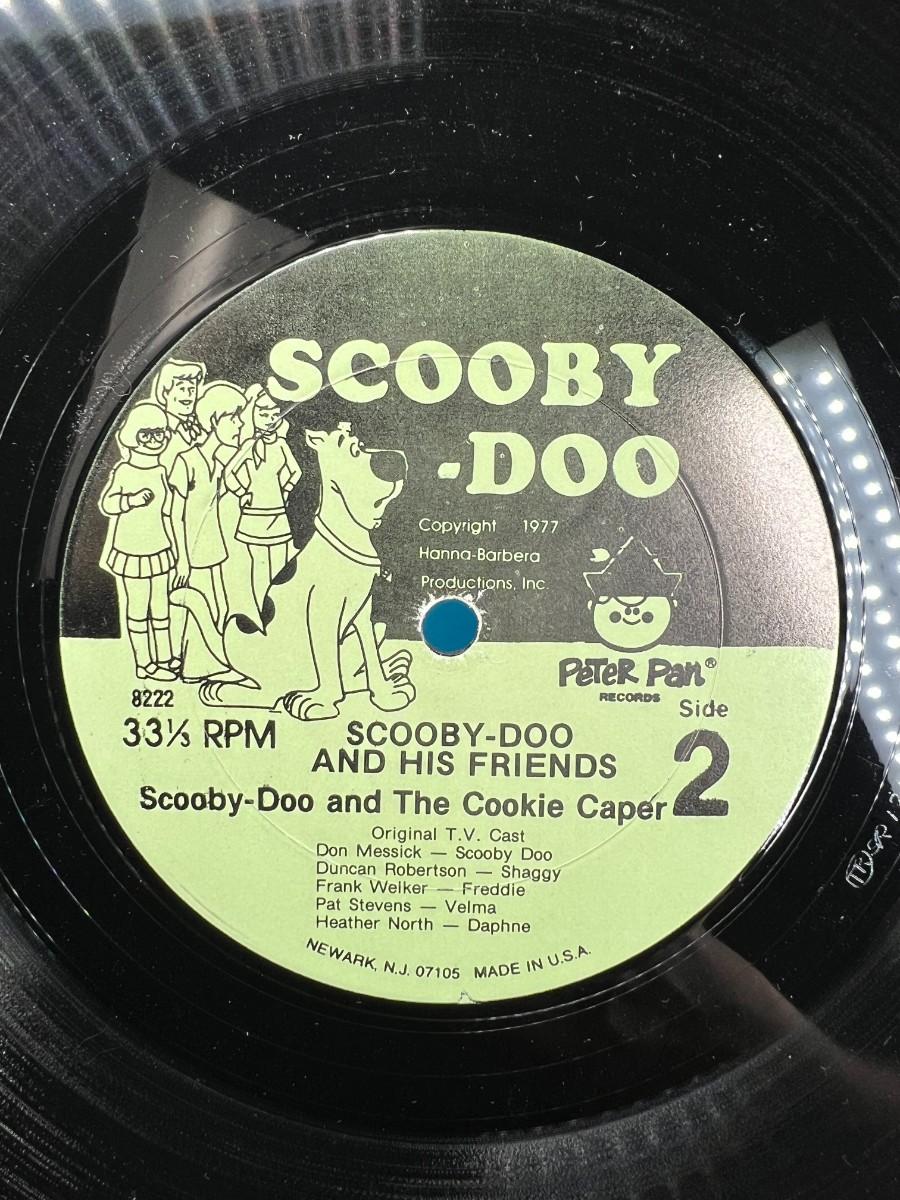 SCOOBY
-DOO
Copyright 1977
Hanna-Barbera
Productions, Inc.
PETER PAN®
RECORDS
8222
33⅓ RPM
Side
2
SCOOBY-DOO
AND HIS FRIENDS
Scooby-Doo and The Cookie Caper
Original T.V. Cast
Don Messick — Scooby Doo
Duncan Robertson — Shaggy
Frank Welker — Freddie
Pat Stevens — Velma
Heather North — Daphne
NEWARK, N.J. 07105 MADE IN U.S.A.